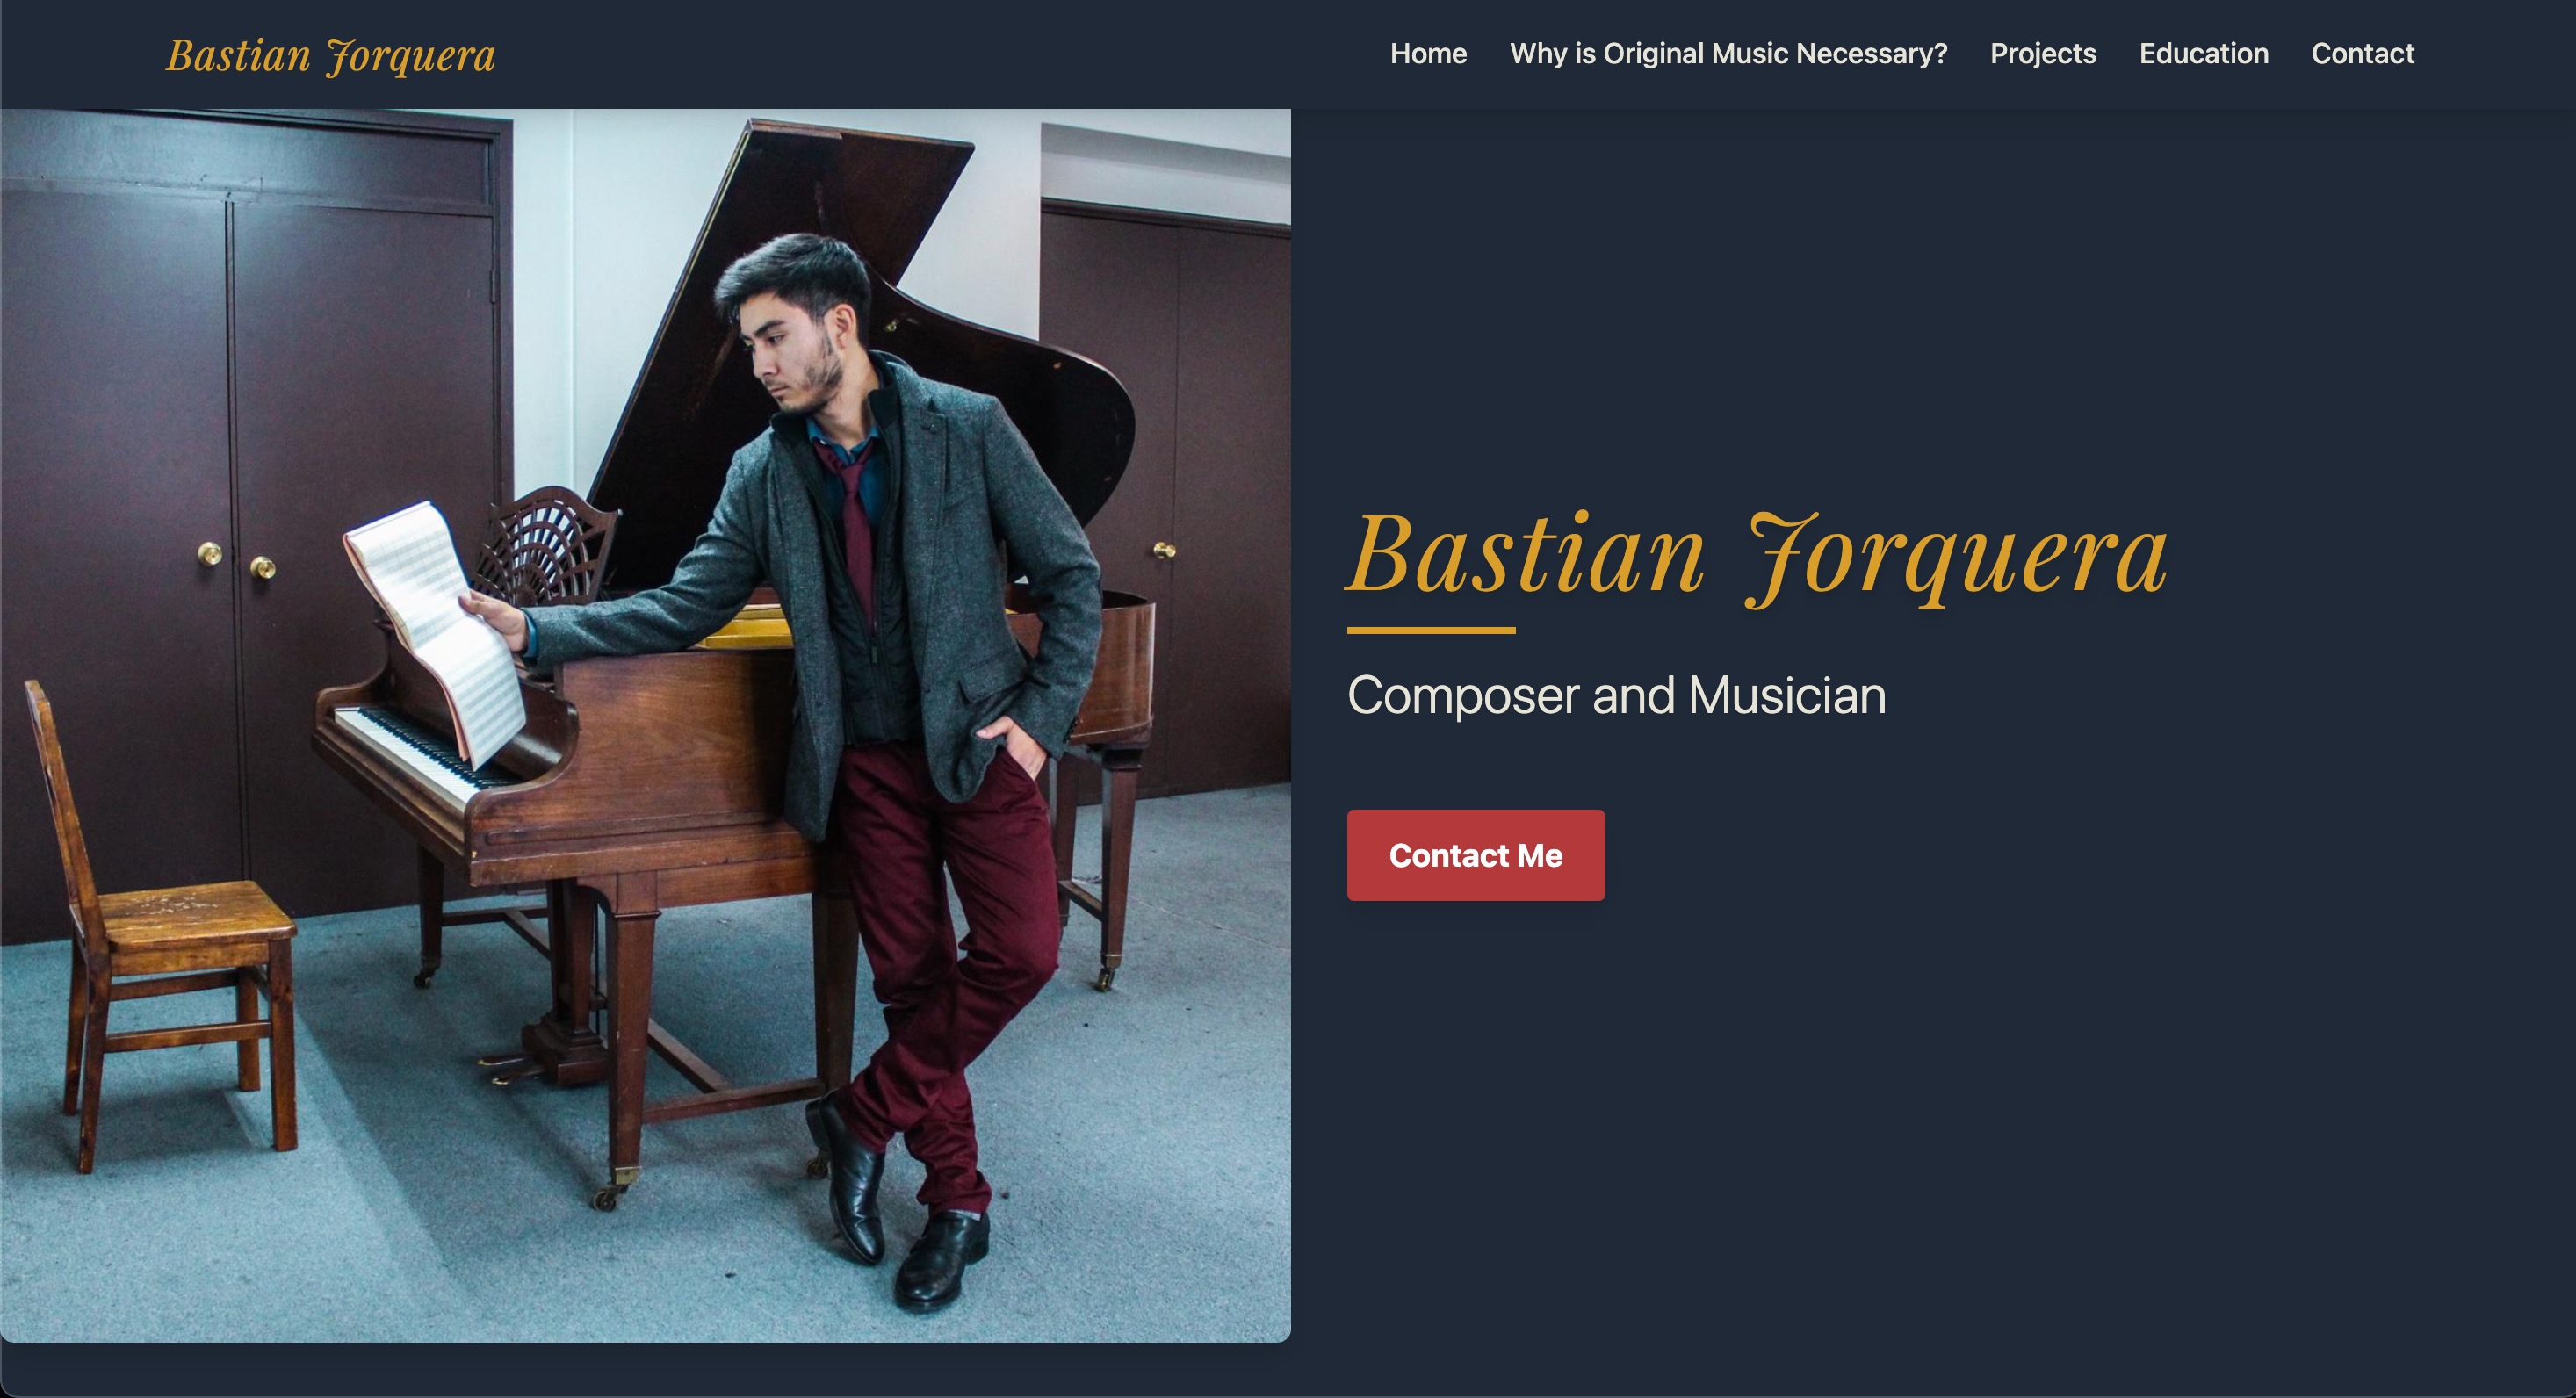 Bastian Jorquera
Home Why is Original Music Necessary? Projects Education Contact
Bastian Jorquera
Composer and Musician
Contact Me